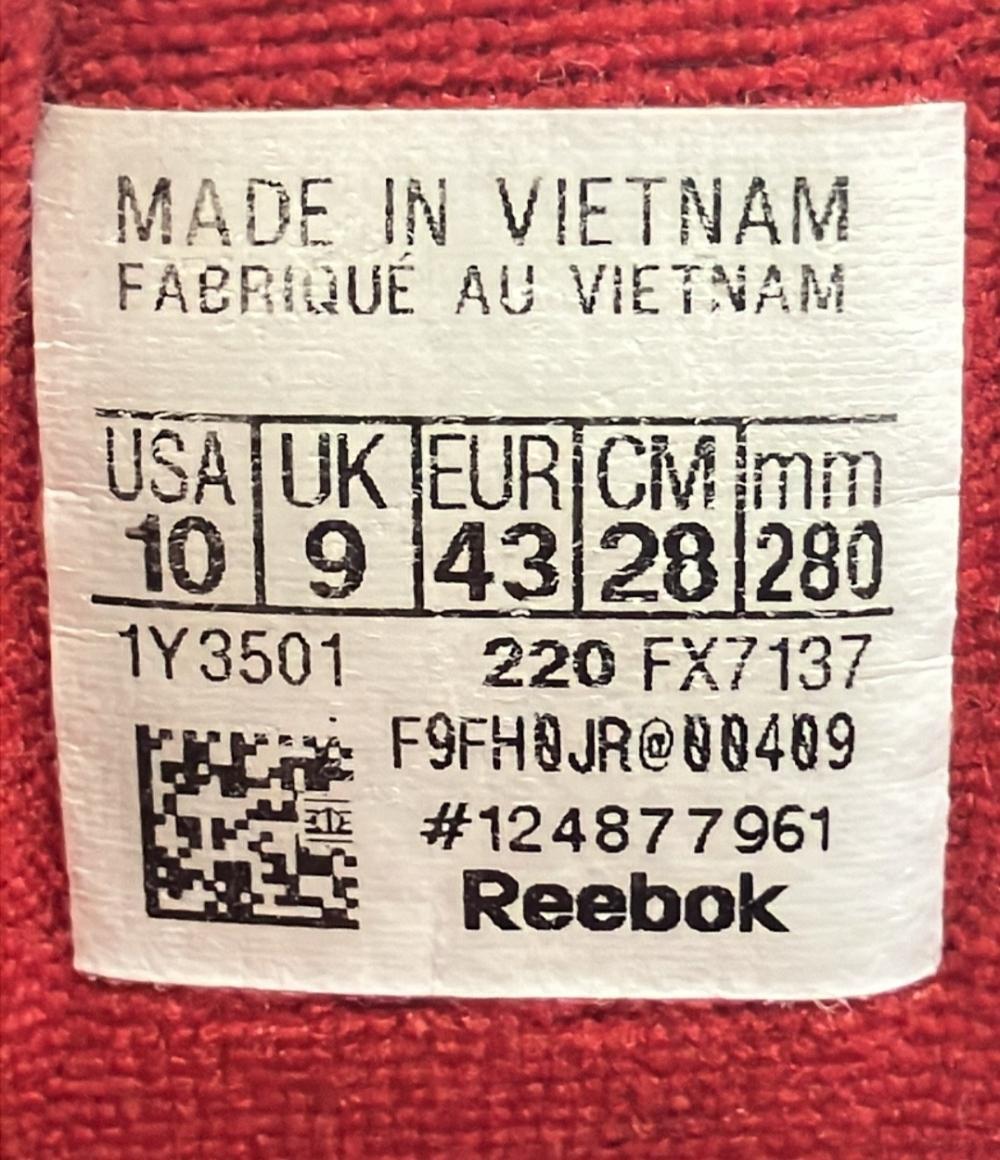 MADE IN VIETNAM
FABRIQUÉ AU VIETNAM
USA UK EUR CM mm
10 9 43 28 280
1Y3501 220 FX7137
F9FH0JR@00409
#124877961
Reebok